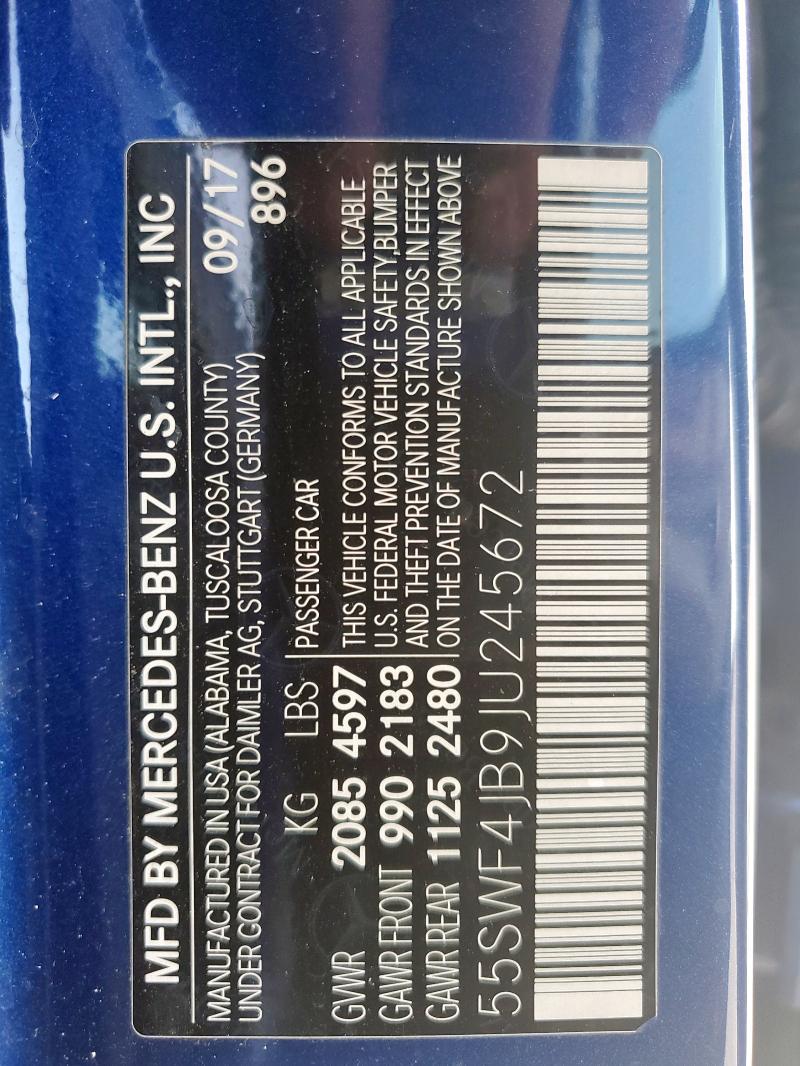 MFD BY MERCEDES-BENZ U.S. INTL., INC
MANUFACTURED IN USA (ALABAMA, TUSCALOOSA COUNTY) 09/17
UNDER CONTRACT FOR DAIMLER AG, STUTTGART (GERMANY) 896
KG LBS PASSENGER CAR
GVWR 2085 4597 THIS VEHICLE CONFORMS TO ALL APPLICABLE
GAWR FRONT 990 2183 U.S. FEDERAL MOTOR VEHICLE SAFETY,BUMPER
AND THEFT PREVENTION STANDARDS IN EFFECT
GAWR REAR 1125 2480 ON THE DATE OF MANUFACTURE SHOWN ABOVE
55SWF4JB9JU245672